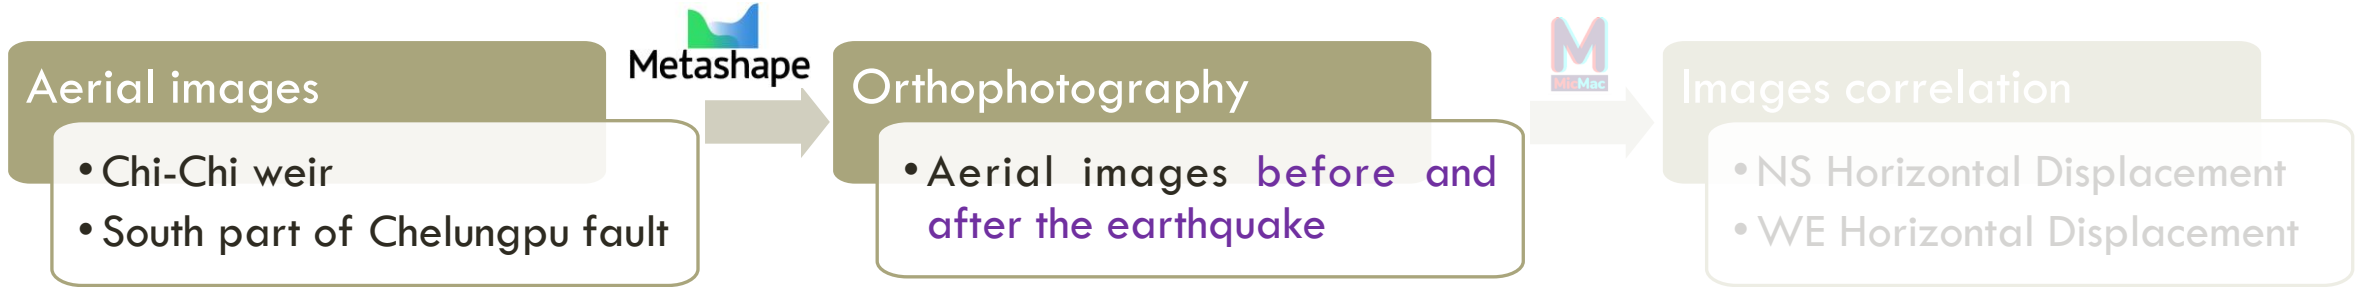 Aerial images
• Chi-Chi weir
• South part of Chelungpu fault
Metashape
Orthophotography
• Aerial images before and
after the earthquake
M
MicMac
Images correlation
• NS Horizontal Displacement
• WE Horizontal Displacement